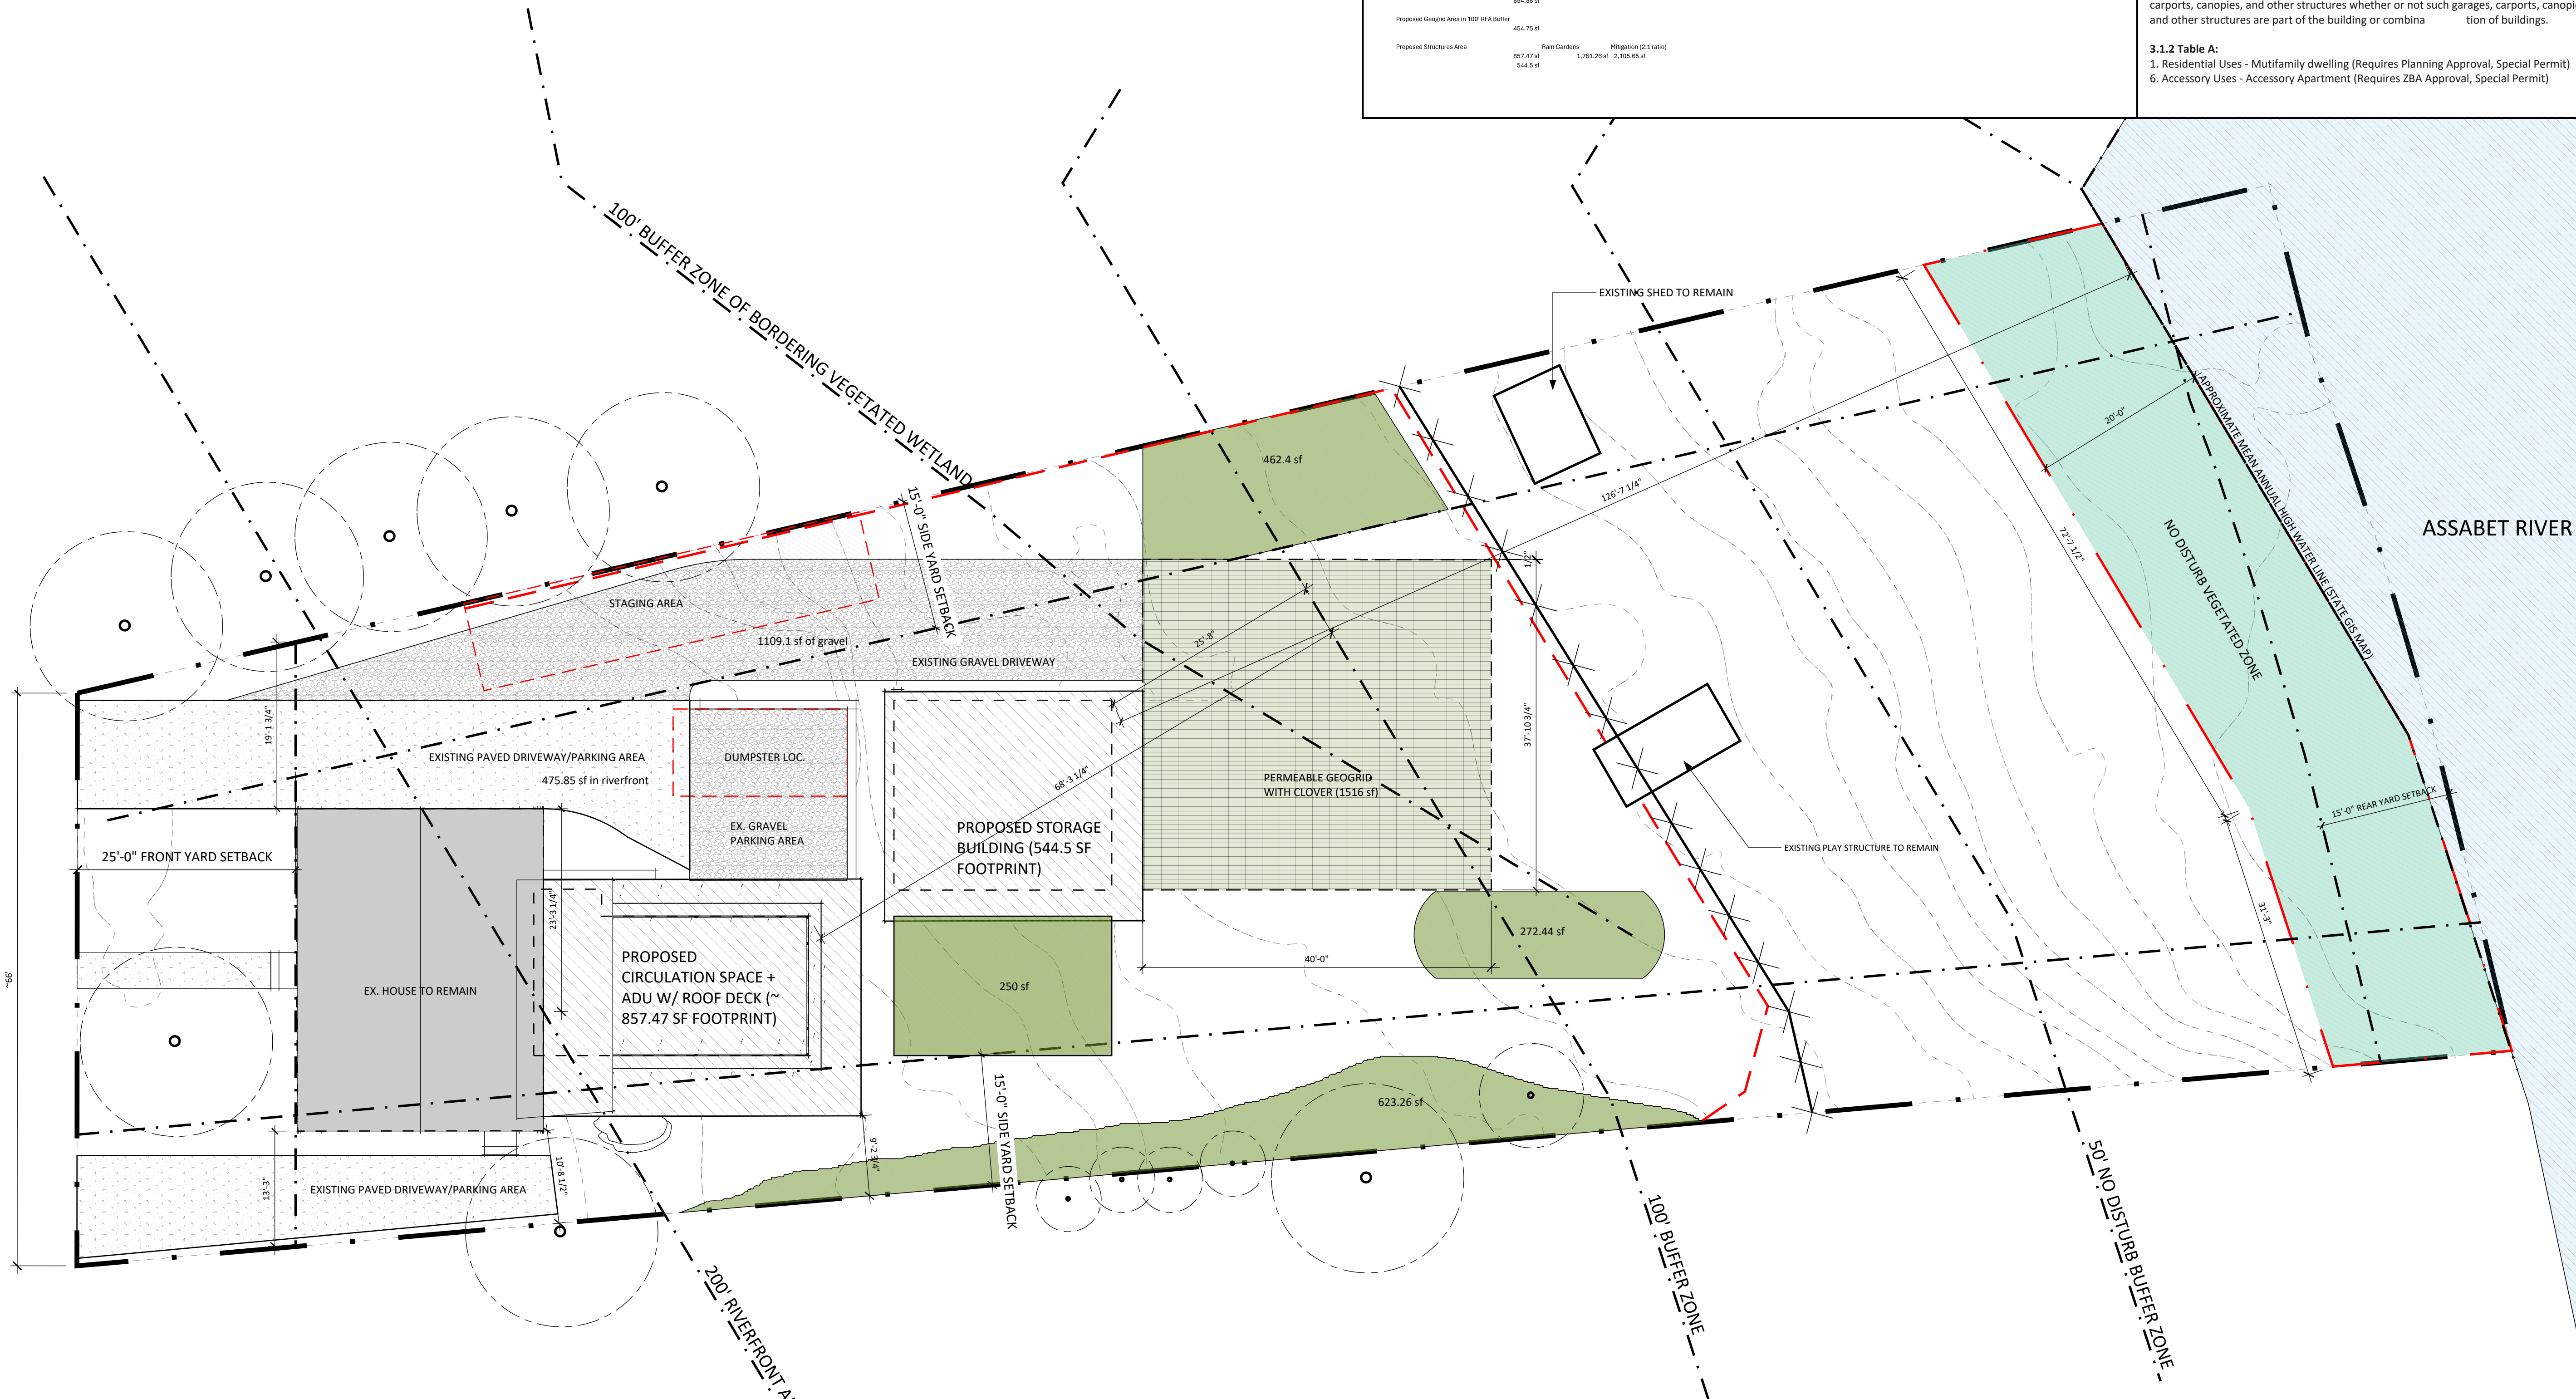 854.58 sf
Proposed Geogrid Area in 100' RFA Buffer
454.75 sf
Proposed Structures Area Rain Gardens Mitigation (2:1 ratio)
857.47 sf 1,761.26 sf 2,105.65 sf
544.5 sf
carports, canopies, and other structures whether or not such garages, carports,
and other structures are part of the building or combina tion of buildings.
3.1.2 Table A:
1. Residential Uses - Mutifamily dwelling (Requires Planning Approval, Special Permit)
6. Accessory Uses - Accessory Apartment (Requires ZBA Approval, Special Permit)
100' BUFFER ZONE OF BORDERING VEGETATED WETLAND
EXISTING SHED TO REMAIN
462.4 sf
15'-0" SIDE YARD SETBACK
126'-7 1/4"
20'-0"
APPROXIMATE MEAN ANNUAL HIGH WATER LINE (STATE GIS MAP)
ASSABET RIVER
72'-7 1/2"
NO DISTURB VEGETATED ZONE
STAGING AREA
1109.1 sf of gravel
EXISTING GRAVEL DRIVEWAY
25'-8"
1/2"
19'-1 3/4"
EXISTING PAVED DRIVEWAY/PARKING AREA
475.85 sf in riverfront
DUMPSTER LOC.
68'-3 1/4"
37'-10 3/4"
PERMEABLE GEOGRID
WITH CLOVER (1516 sf)
15'-0" REAR YARD SETBACK
EX. GRAVEL
PARKING AREA
PROPOSED STORAGE
BUILDING (544.5 SF
FOOTPRINT)
EXISTING PLAY STRUCTURE TO REMAIN
25'-0" FRONT YARD SETBACK
23'-3 1/4"
31'-3"
272.44 sf
40'-0"
~66'
EX. HOUSE TO REMAIN
PROPOSED
CIRCULATION SPACE +
ADU W/ ROOF DECK (~
857.47 SF FOOTPRINT)
250 sf
15'-0" SIDE YARD SETBACK
623.26 sf
9'-2 3/4"
10'-8 1/2"
13'-3"
EXISTING PAVED DRIVEWAY/PARKING AREA
200' RIVERFRONT
100' BUFFER ZONE
50' NO DISTURB BUFFER ZONE